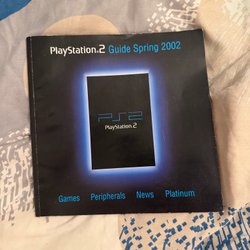 PlayStation.2 Guide Spring 2002
PS2
PlayStation.2
Games Peripherals News Platinum